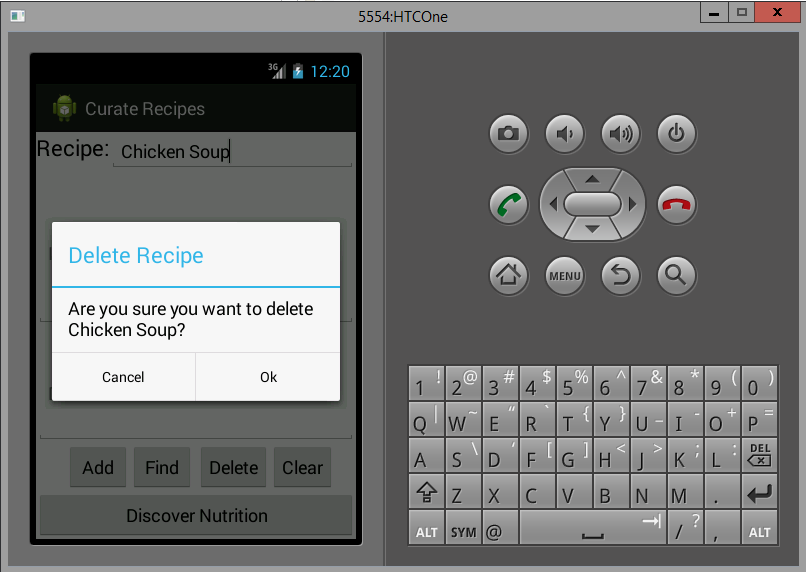 5554:HTCOne
3G 12:20
Curate Recipes
Recipe: Chicken Soup
Delete Recipe
Are you sure you want to delete
Chicken Soup?
Cancel Ok
Add Find Delete Clear
Discover Nutrition
MENU
1 ! 2 @ 3 # 4 $ 5 % 6 ^ 7 & 8 * 9 ( 0 )
Q | W ~ E “ R ` T { Y } U _ I - O + P =
A S \ D ‘ F [ G ] H < J > K ; L : DEL
Z X C V B N M .
ALT SYM @ / ? , ALT